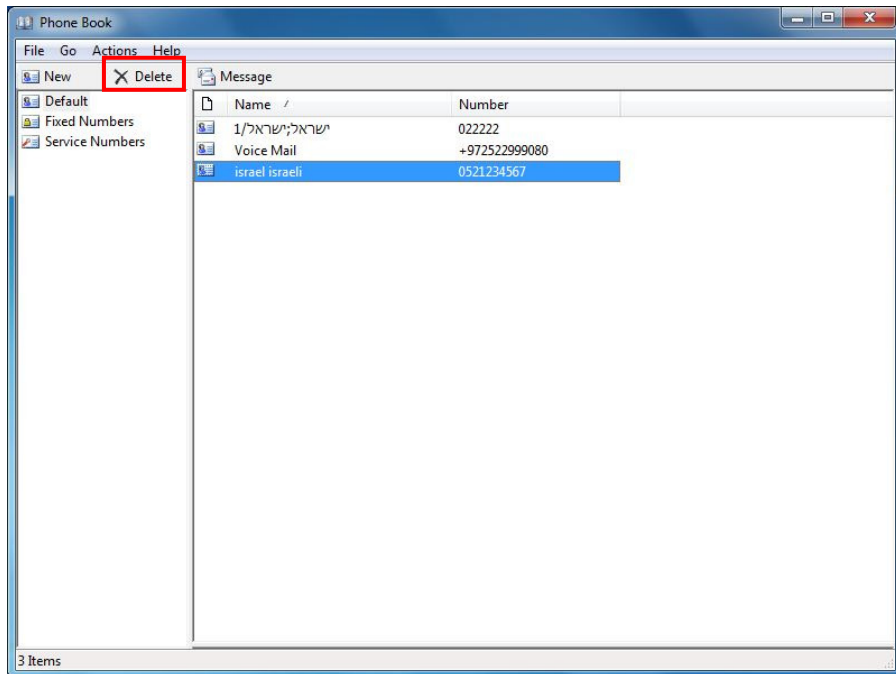 Phone Book
File Go Actions Help
New Delete Message
Default
Fixed Numbers
Service Numbers
Name Number
ישראל;ישראל/1 022222
Voice Mail +972522999080
israel israeli 0521234567
3 Items